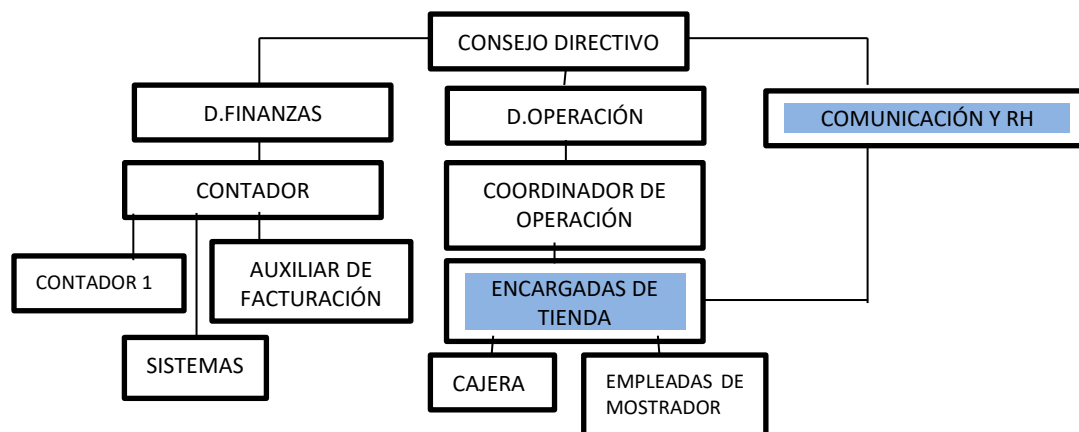 CONSEJO DIRECTIVO
D.FINANZAS
D.OPERACIÓN
COMUNICACIÓN Y RH
CONTADOR
COORDINADOR DE
OPERACIÓN
CONTADOR 1
AUXILIAR DE
FACTURACIÓN
ENCARGADAS DE
TIENDA
SISTEMAS
CAJERA
EMPLEADAS DE
MOSTRADOR